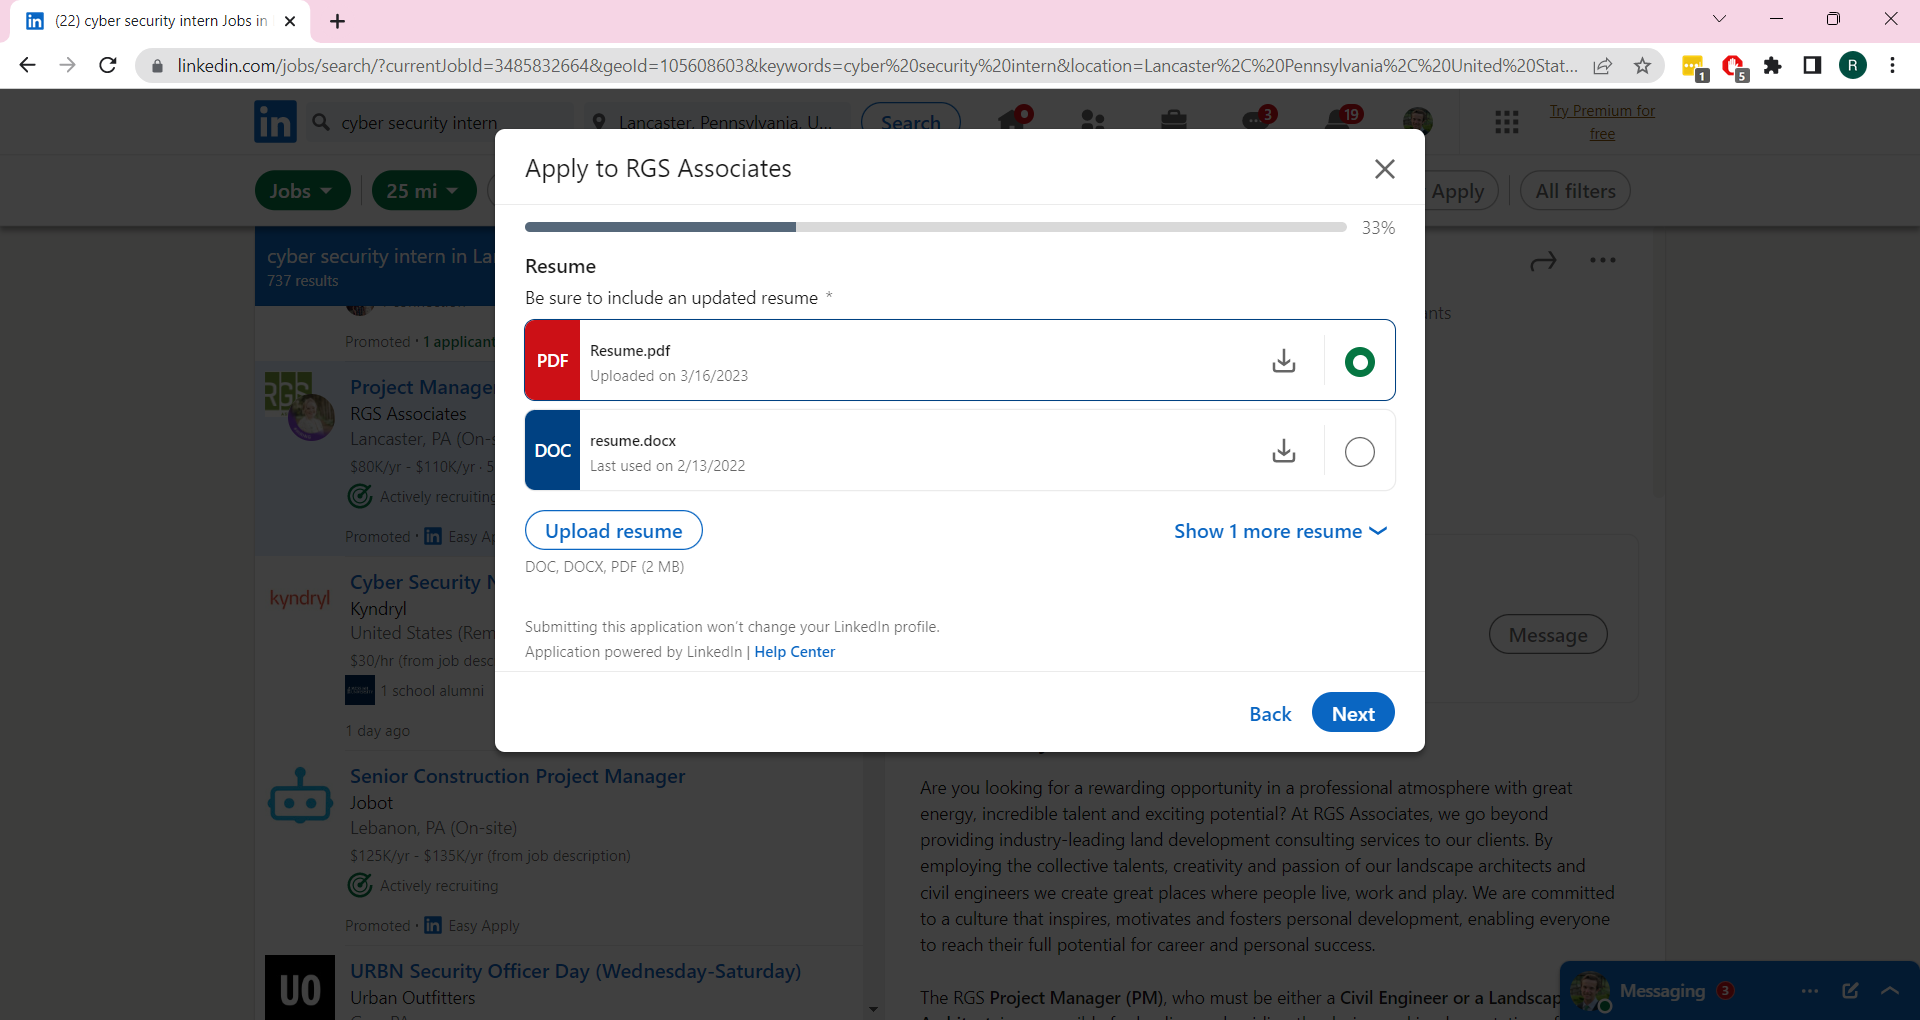 (22) cyber security intern Jobs in
linkedin.com/jobs/search/?currentJobId=3485832664&geoId=105608603&keywords=cyber%20security%20intern&location=Lancaster%2C%20Pennsylvania%2C%20United%20Stat...
1
5
R
in
cyber security intern
Lancaster, Pennsylvania, U...
Search
3
19
Try Premium for
free
Jobs
25 mi
Apply
All filters
Apply to RGS Associates
33%
cyber security intern in La
737 results
Resume
Be sure to include an updated resume *
Promoted · 1 applicant
PDF
Resume.pdf
Uploaded on 3/16/2023
nts
RGS
Project Manager
RGS Associates
Lancaster, PA (On-s
$80K/yr - $110K/yr · 5
Actively recruiting
Promoted · in Easy Ap
DOC
resume.docx
Last used on 2/13/2022
Upload resume
Show 1 more resume
DOC, DOCX, PDF (2 MB)
kyndryl
Cyber Security N
Kyndryl
United States (Rem
$30/hr (from job desc
1 school alumni
1 day ago
Submitting this application won't change your LinkedIn profile.
Application powered by LinkedIn | Help Center
Message
Back
Next
Senior Construction Project Manager
Jobot
Lebanon, PA (On-site)
$125K/yr - $135K/yr (from job description)
Actively recruiting
Promoted · in Easy Apply
UO
URBN Security Officer Day (Wednesday-Saturday)
Urban Outfitters
Are you looking for a rewarding opportunity in a professional atmosphere with great
energy, incredible talent and exciting potential? At RGS Associates, we go beyond
providing industry-leading land development consulting services to our clients. By
employing the collective talents, creativity and passion of our landscape architects and
civil engineers we create great places where people live, work and play. We are committed
to a culture that inspires, motivates and fosters personal development, enabling everyone
to reach their full potential for career and personal success.
The RGS Project Manager (PM), who must be either a Civil Engineer or a Landscap
Messaging 3